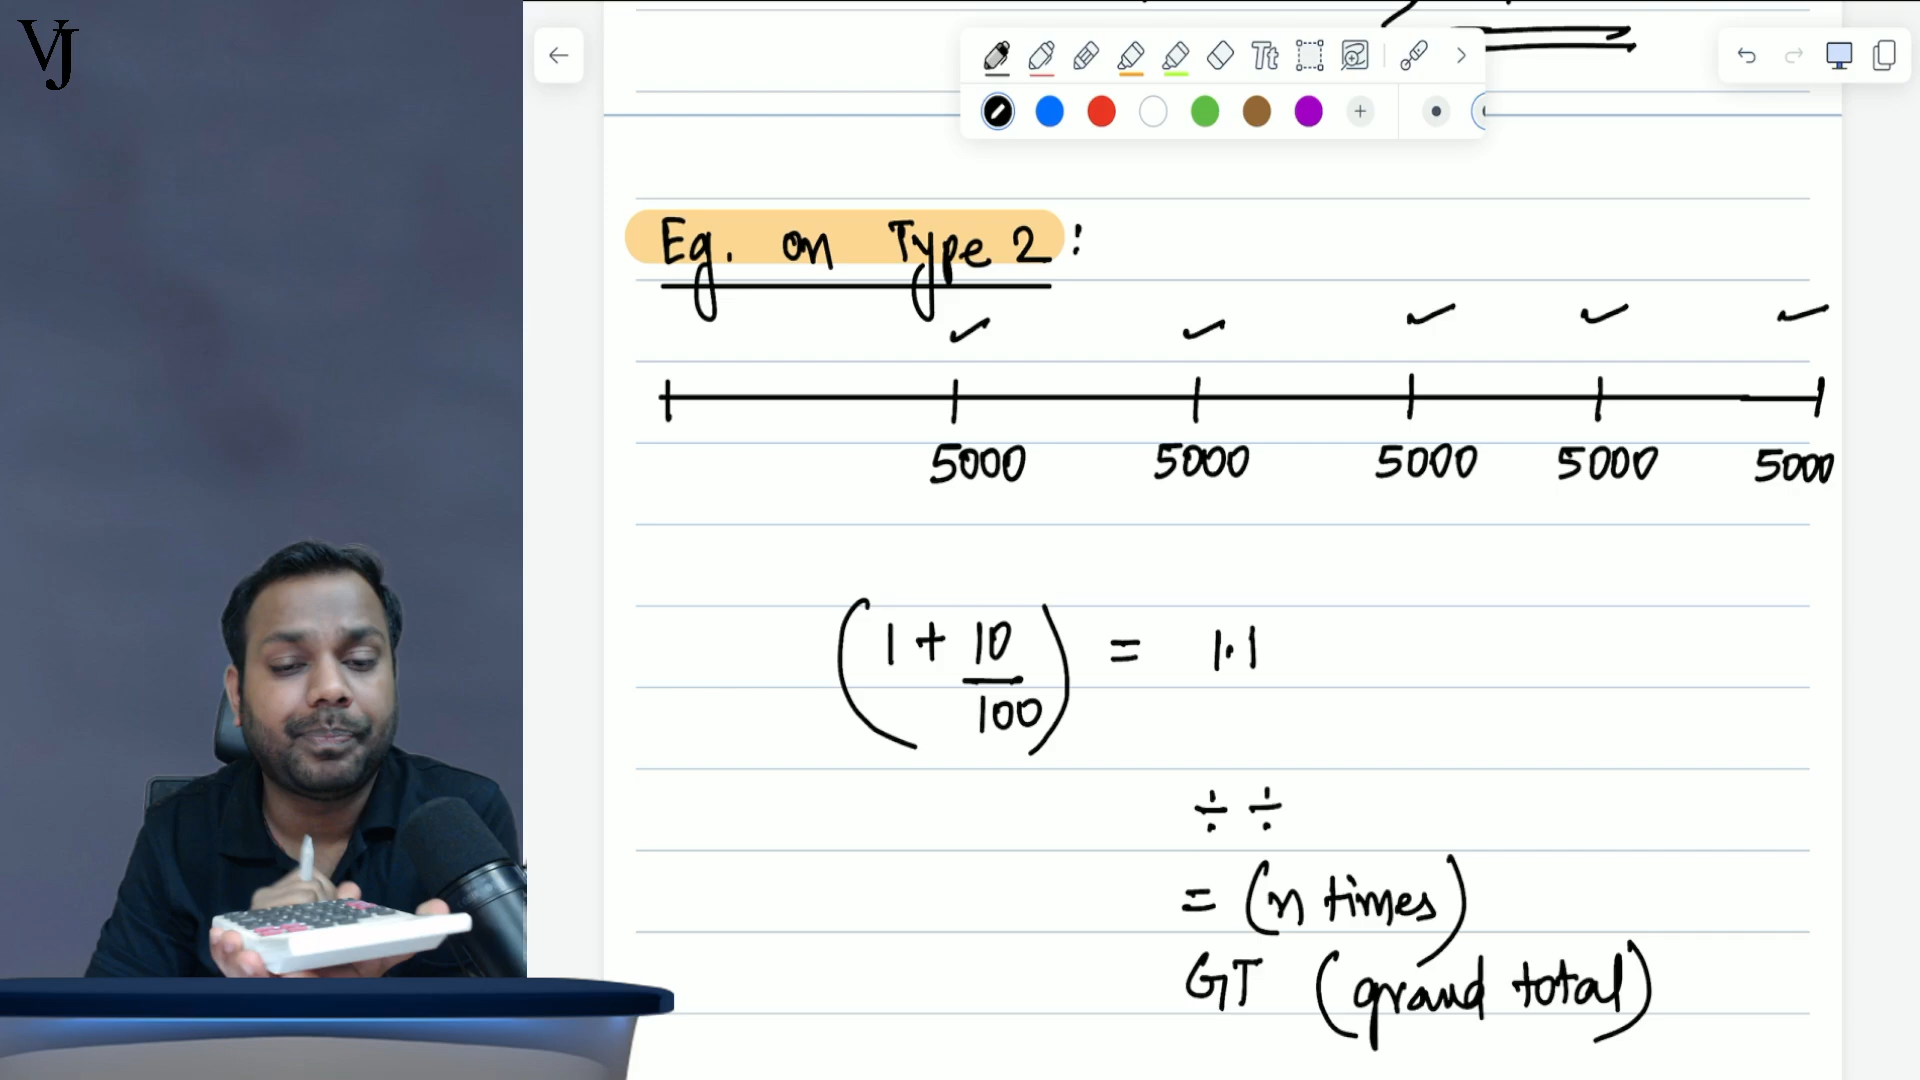 VJ
Tt
Eg. on Type 2 :
5000 5000 5000 5000 5000
(1 + 10/100) = 1.1
÷ ÷
= (n times)
GT (grand total)